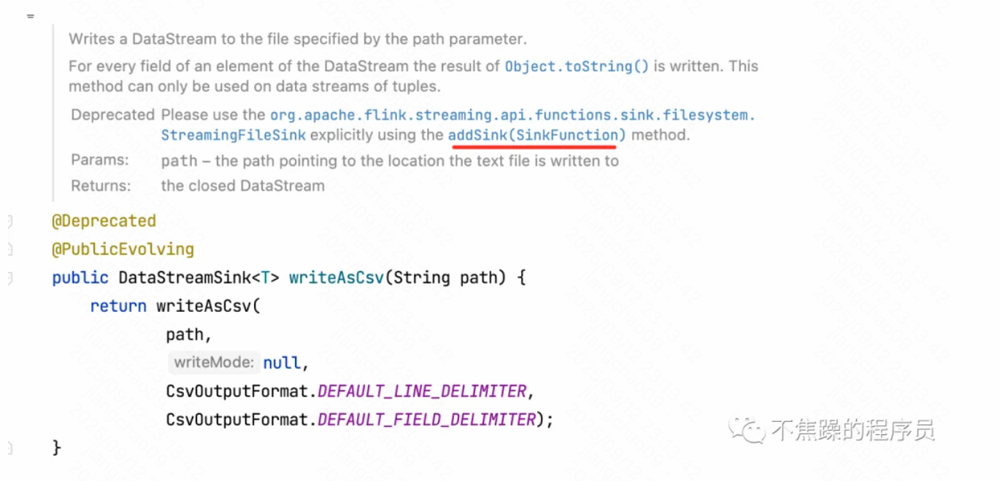 Writes a DataStream to the file specified by the path parameter.
For every field of an element of the DataStream the result of Object.toString() is written. This
method can only be used on data streams of tuples.
Deprecated Please use the org.apache.flink.streaming.api.functions.sink.filesystem.
StreamingFileSink explicitly using the addSink(SinkFunction) method.
Params: path – the path pointing to the location the text file is written to
Returns: the closed DataStream
@Deprecated
@PublicEvolving
public DataStreamSink<T> writeAsCsv(String path) {
return writeAsCsv(
path,
writeMode: null,
CsvOutputFormat.DEFAULT_LINE_DELIMITER,
CsvOutputFormat.DEFAULT_FIELD_DELIMITER);
}
不焦躁的程序员